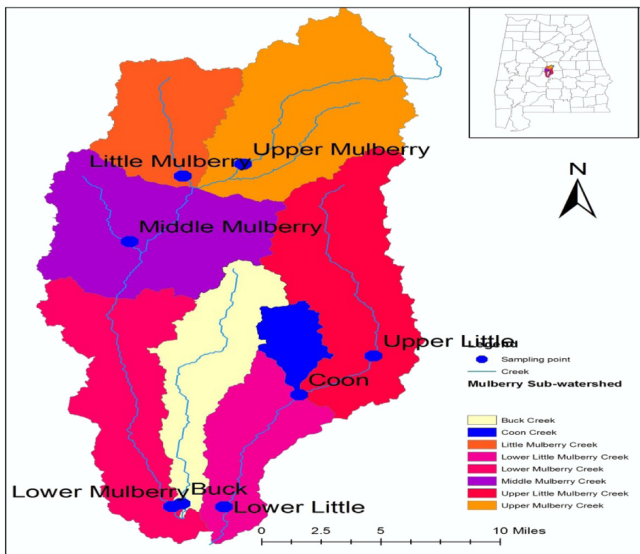 N
Little Mulberry
Upper Mulberry
Middle Mulberry
Upper Little
Coon
Lower Mulberry
Buck
Lower Little
Legend
Sampling point
Creek
Mulberry Sub-watershed
Buck Creek
Coon Creek
Little Mulberry Creek
Lower Little Mulberry Creek
Lower Mulberry Creek
Middle Mulberry Creek
Upper Little Mulberry Creek
Upper Mulberry Creek
0 2.5 5 10 Miles